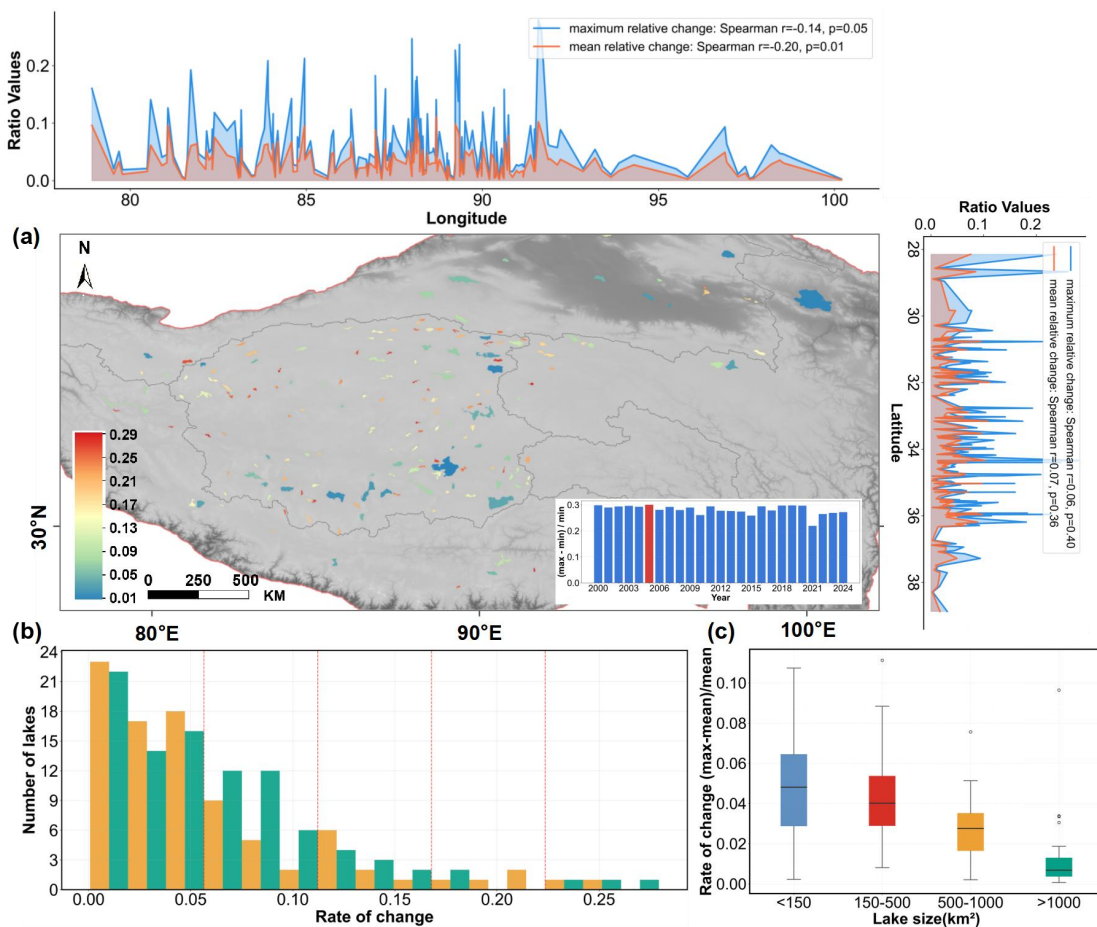 maximum relative change: Spearman r=-0.14, p=0.05
mean relative change: Spearman r=-0.20, p=0.01
Ratio Values
0.2
0.1
0.0
80 85 90 95 100
Longitude
Ratio Values
0.0 0.1 0.2
28
30
32
34
36
38
Latitude
maximum relative change: Spearman r=0.06, p=0.40
mean relative change: Spearman r=0.07, p=0.36
(a)
N
30°N
0.29
0.25
0.21
0.17
0.13
0.09
0.05
0.01
0 250 500
KM
(max - min) / min
0.3
0.2
0.1
0.0
2000 2003 2006 2009 2012 2015 2018 2021 2024
Year
80°E 90°E 100°E
(b)
Number of lakes
24
21
18
15
12
9
6
3
0
0.00 0.05 0.10 0.15 0.20 0.25
Rate of change
(c)
Rate of change (max-mean)/mean
0.10
0.08
0.06
0.04
0.02
0.00
<150 150-500 500-1000 >1000
Lake size(km²)